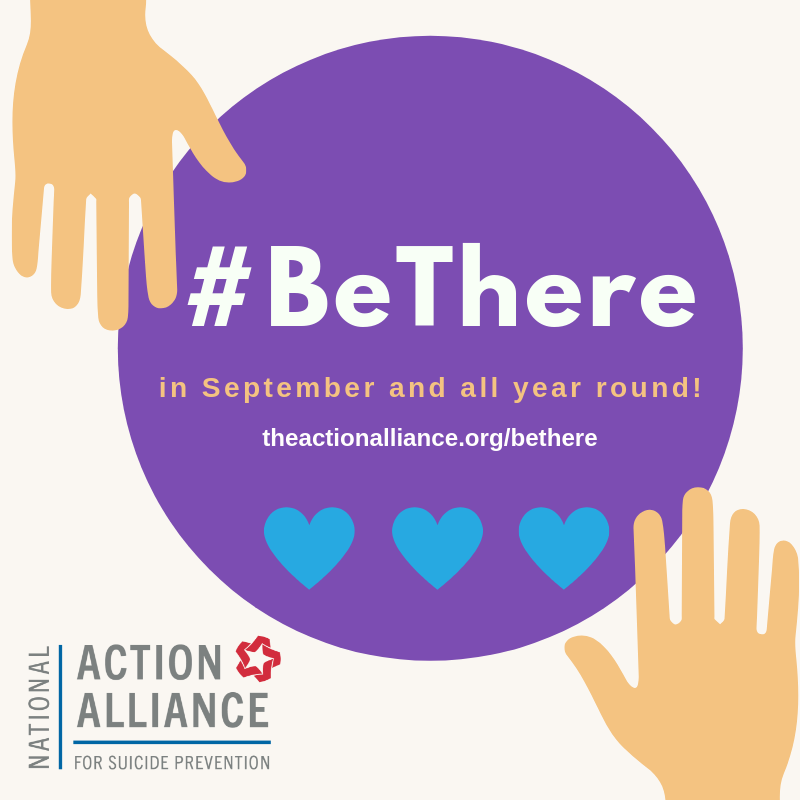 #BeThere
in September and all year round!
theactionalliance.org/bethere
NATIONAL
ACTION
ALLIANCE
FOR SUICIDE PREVENTION